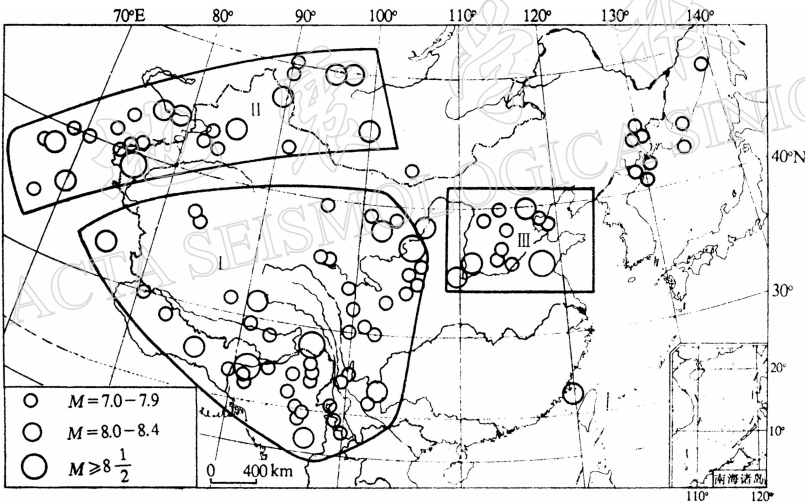 70°E 80° 90° 100° 110° 120° 130° 140°
II
40°N
ACTA SEISMOLOGICA SINIC
III
I
30°
20°
10°
M=7.0-7.9
M=8.0-8.4
M≥8 1/2
0 400 km
南海诸岛
110° 120°